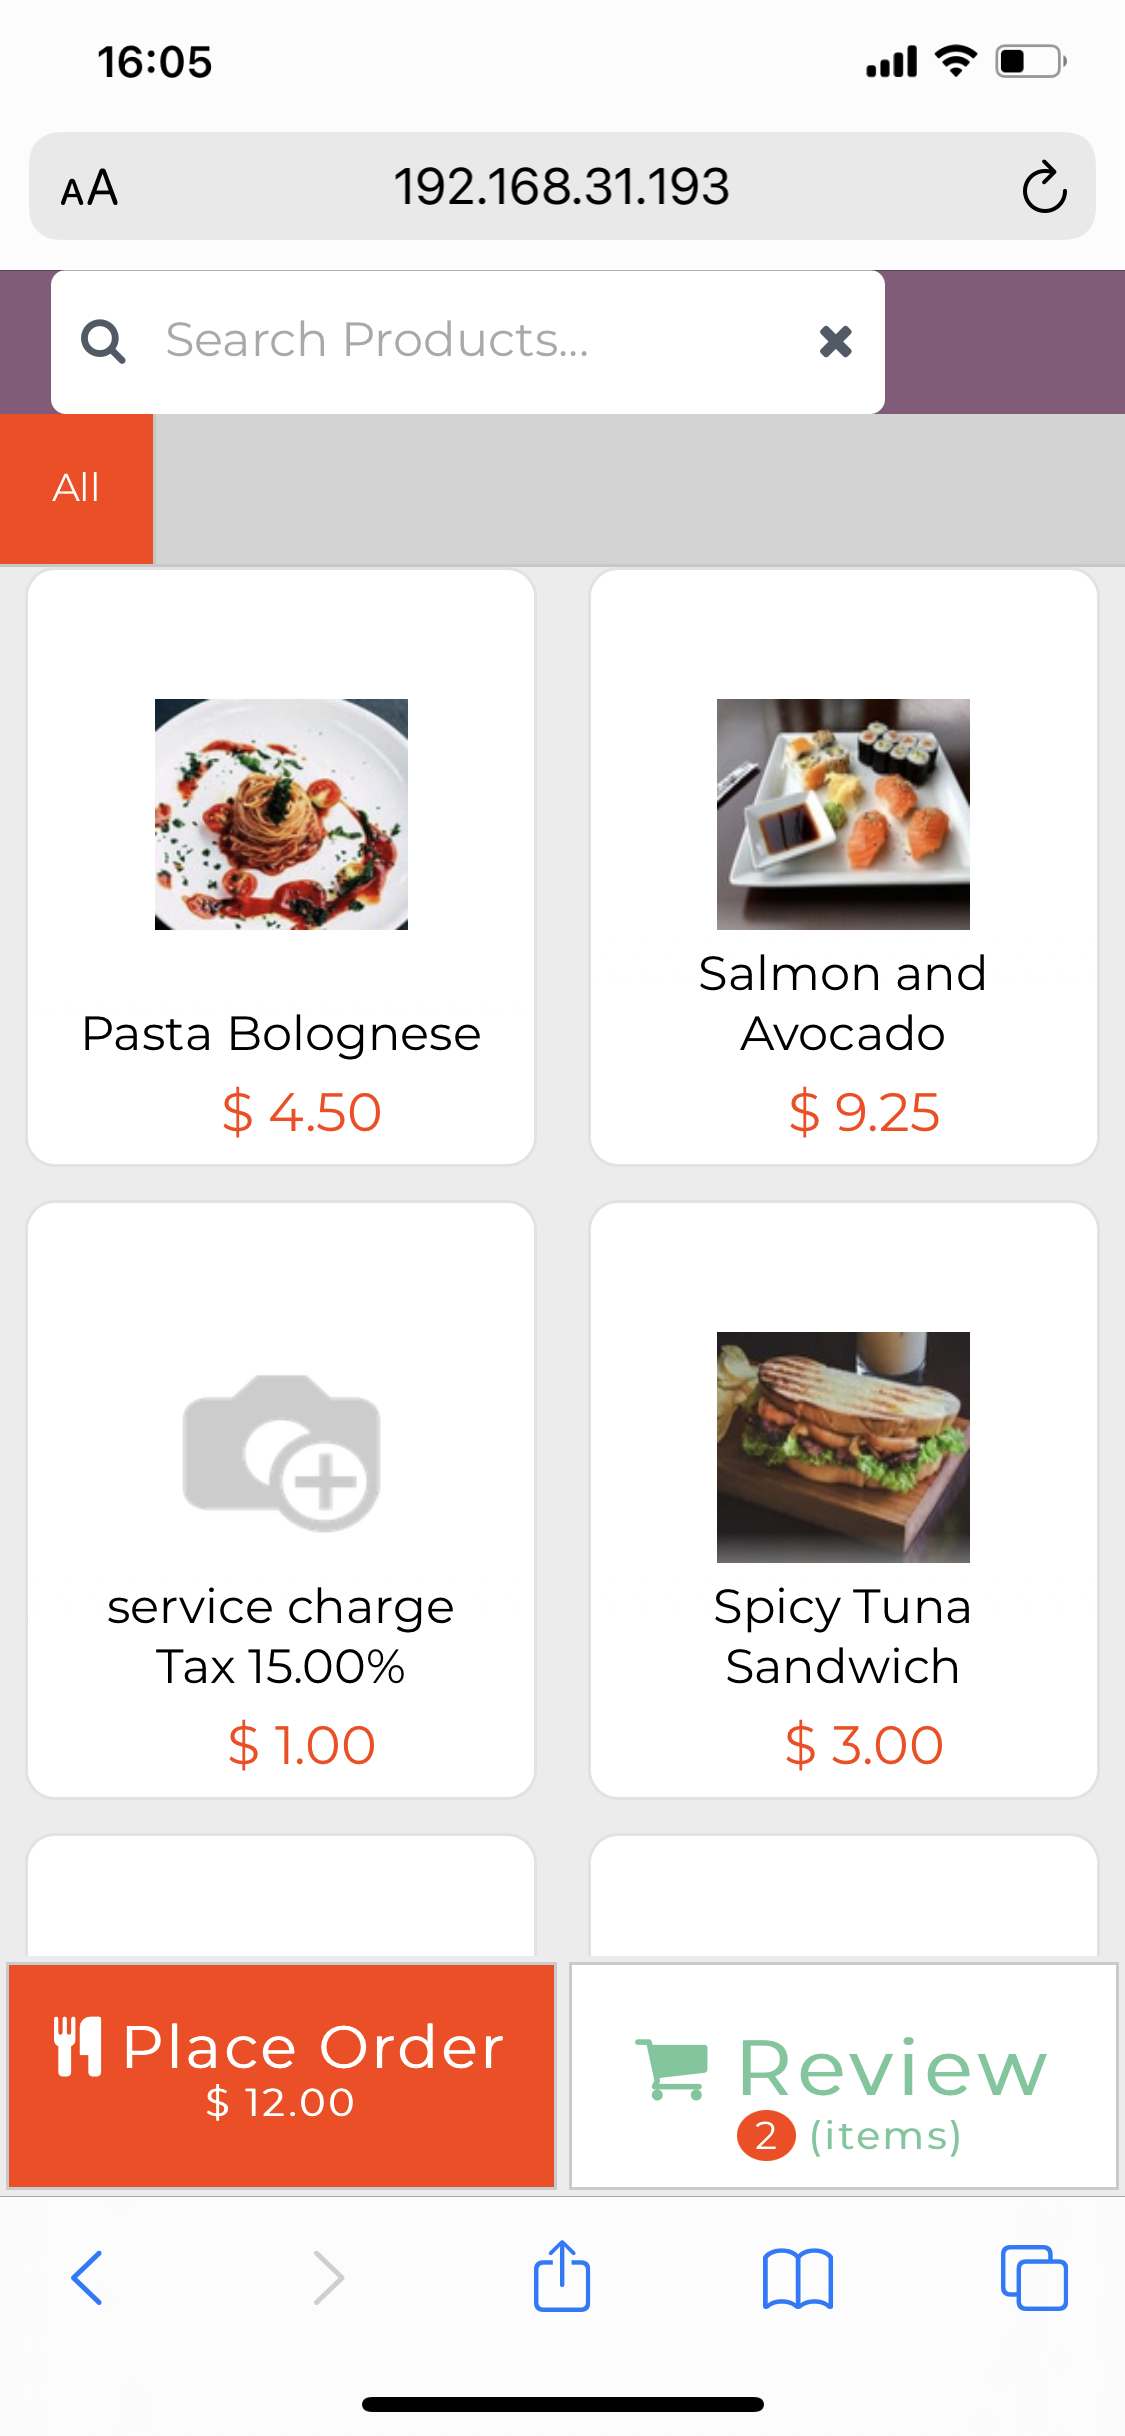 16:05
AA
192.168.31.193
Search Products...
All
Pasta Bolognese
$ 4.50
Salmon and
Avocado
$ 9.25
service charge
Tax 15.00%
$ 1.00
Spicy Tuna
Sandwich
$ 3.00
Place Order
$ 12.00
Review
2 (items)